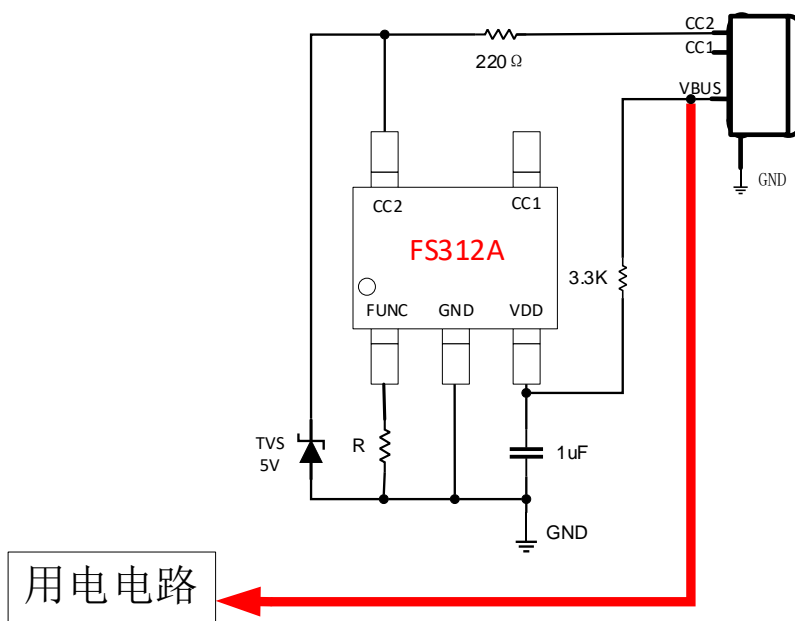 CC2
220Ω
CC1
VBUS
GND
CC2
CC1
FS312A
3.3K
FUNC GND VDD
TVS
5V
R
1uF
GND
用电电路